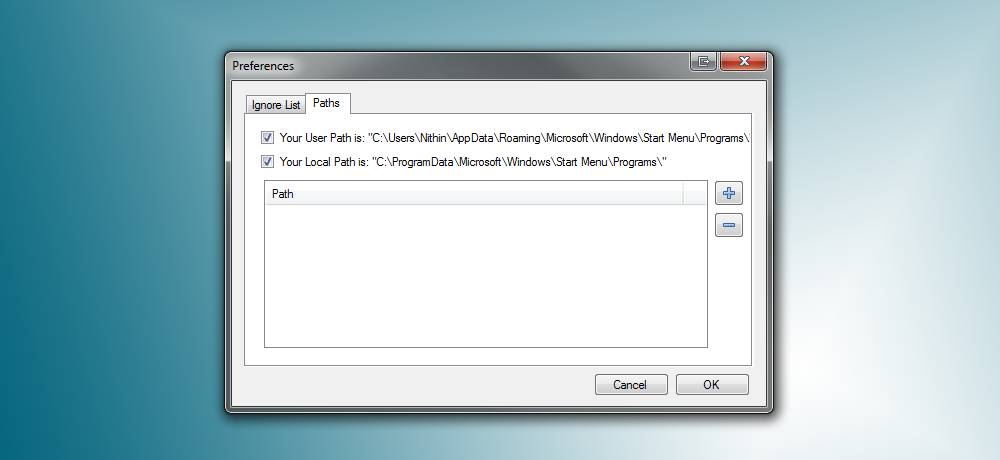 Preferences
Ignore List
Paths
Your User Path is: "C:\Users\Nithin\AppData\Roaming\Microsoft\Windows\Start Menu\Programs\
Your Local Path is: "C:\ProgramData\Microsoft\Windows\Start Menu\Programs\"
Path
Cancel
OK